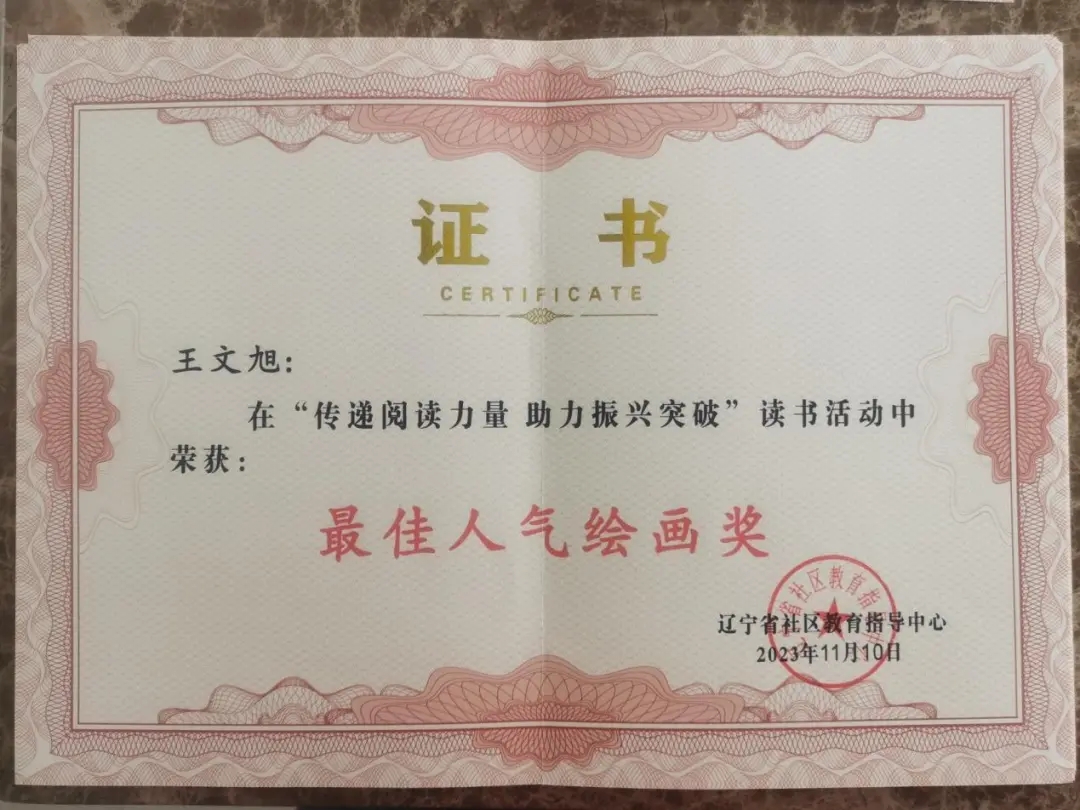 证 书
CERTIFICATE
王文旭：
在“传递阅读力量 助力振兴突破”读书活动中
荣获：
最佳人气绘画奖
辽宁省社区教育指导中心
2023年11月10日